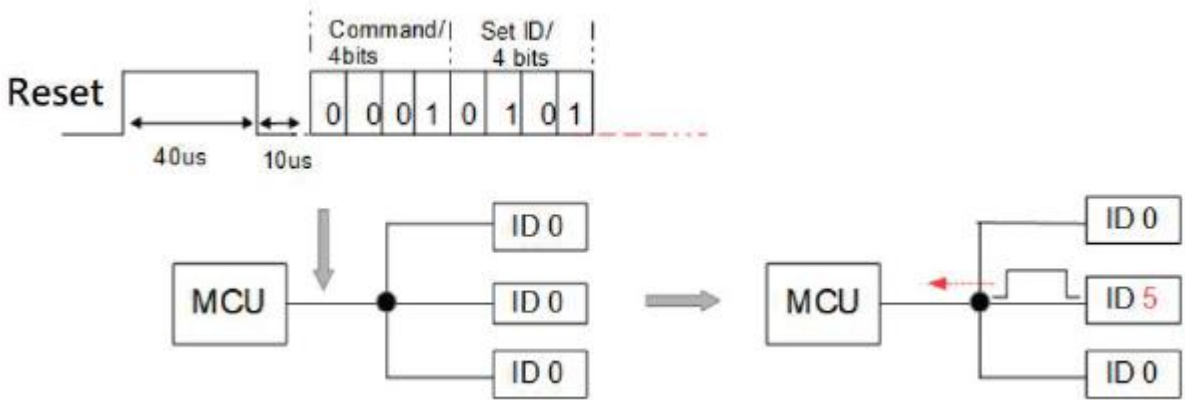 Command/ Set ID/
4bits 4 bits
Reset 0 0 0 1 0 1 0 1
40us 10us
ID 0 ID 0
MCU ID 0 MCU ID 5
ID 0 ID 0